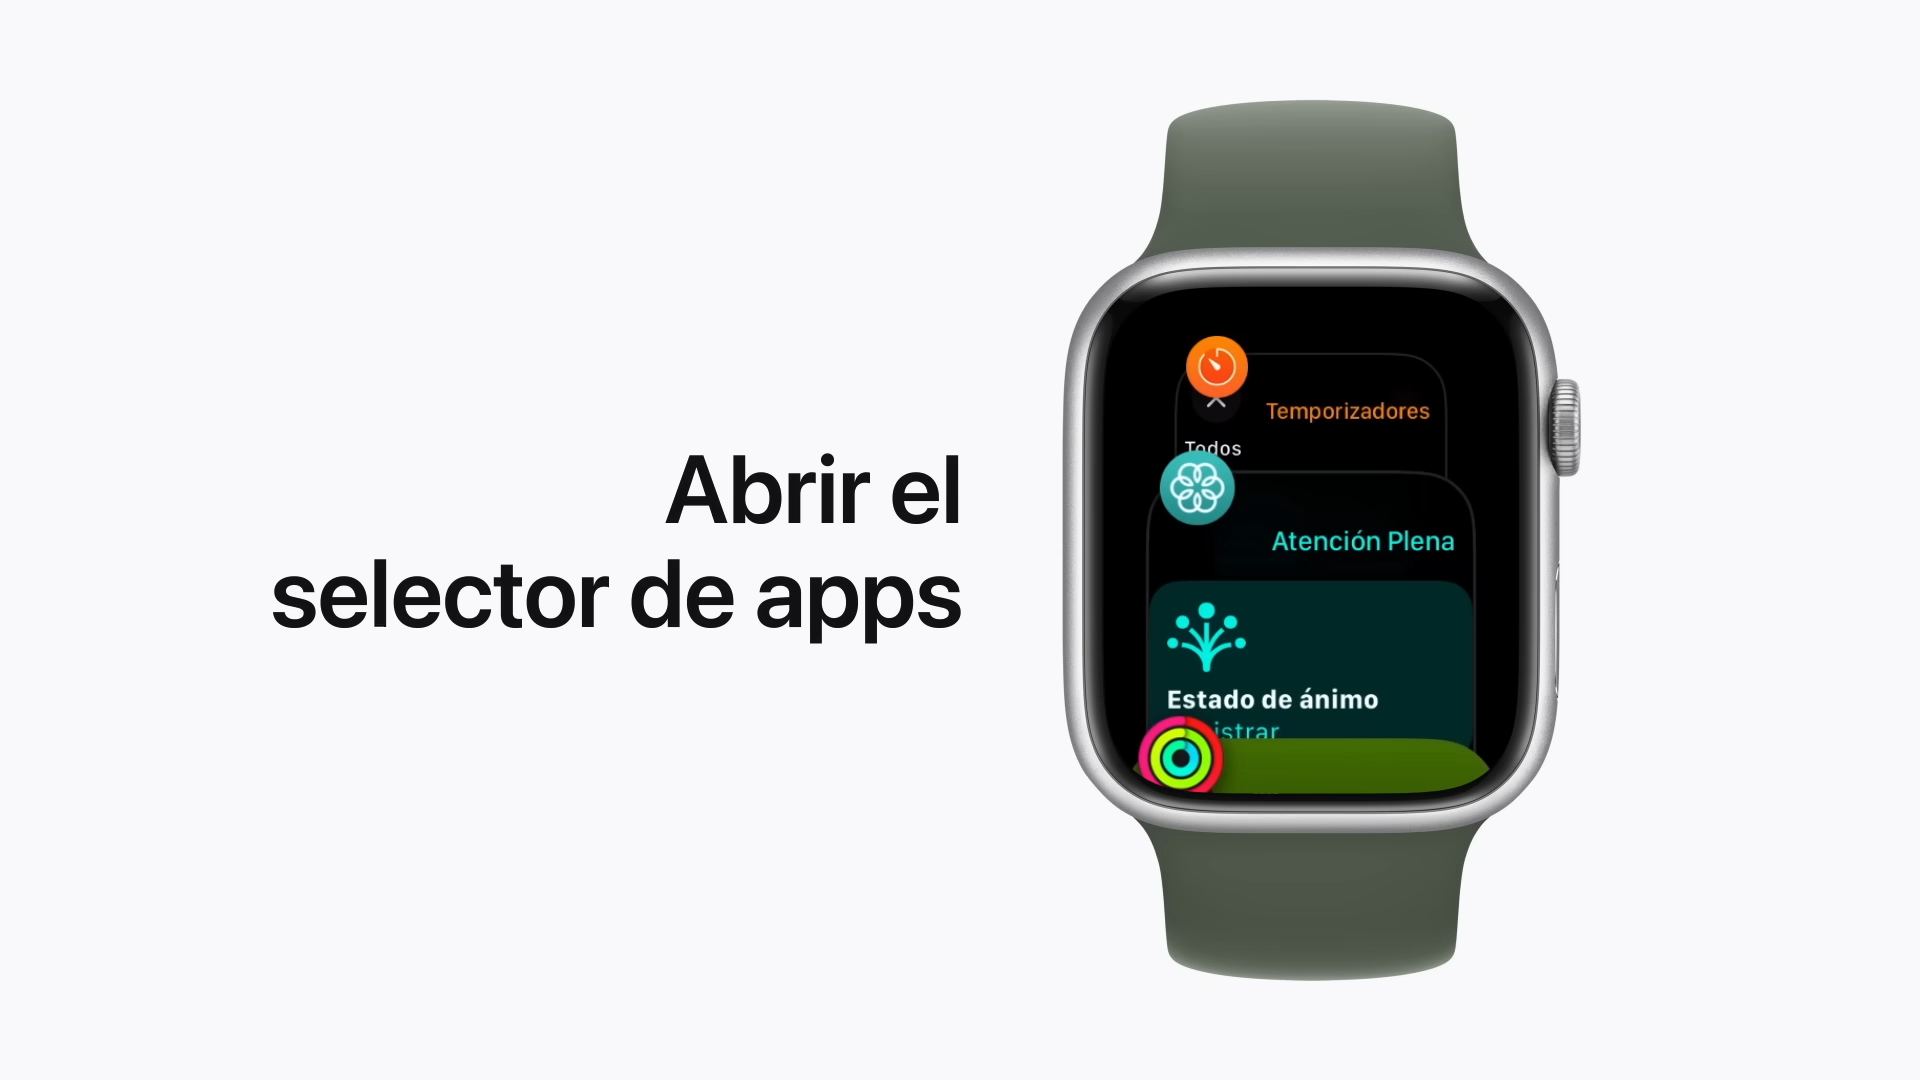 Abrir el
selector de apps
Temporizadores
Todos
Atención Plena
Estado de ánimo